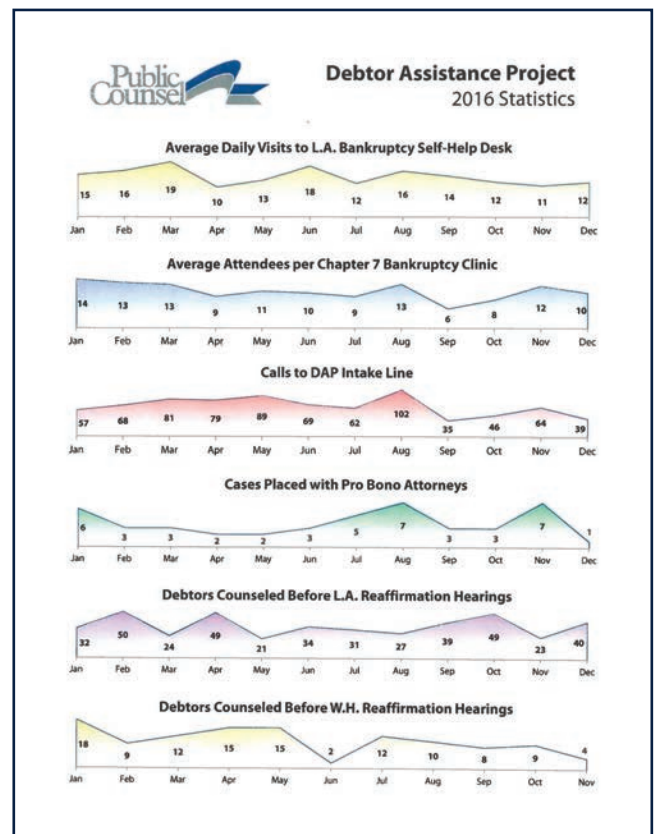 Public
Counsel
Debtor Assistance Project
2016 Statistics
Average Daily Visits to L.A. Bankruptcy Self-Help Desk
15 16 19 10 13 18 12 16 14 12 11 12
Jan Feb Mar Apr May Jun Jul Aug Sep Oct Nov Dec
Average Attendees per Chapter 7 Bankruptcy Clinic
14 13 13 9 11 10 9 13 6 8 12 10
Jan Feb Mar Apr May Jun Jul Aug Sep Oct Nov Dec
Calls to DAP Intake Line
57 68 81 79 89 69 62 102 35 46 64 39
Jan Feb Mar Apr May Jun Jul Aug Sep Oct Nov Dec
Cases Placed with Pro Bono Attorneys
6 3 3 2 2 3 5 7 3 3 7 1
Jan Feb Mar Apr May Jun Jul Aug Sep Oct Nov Dec
Debtors Counseled Before L.A. Reaffirmation Hearings
32 50 24 49 21 34 31 27 39 49 23 40
Jan Feb Mar Apr May Jun Jul Aug Sep Oct Nov Dec
Debtors Counseled Before W.H. Reaffirmation Hearings
18 9 12 15 15 2 12 10 8 9 4
Jan Feb Mar Apr May Jun Jul Aug Sep Oct Nov